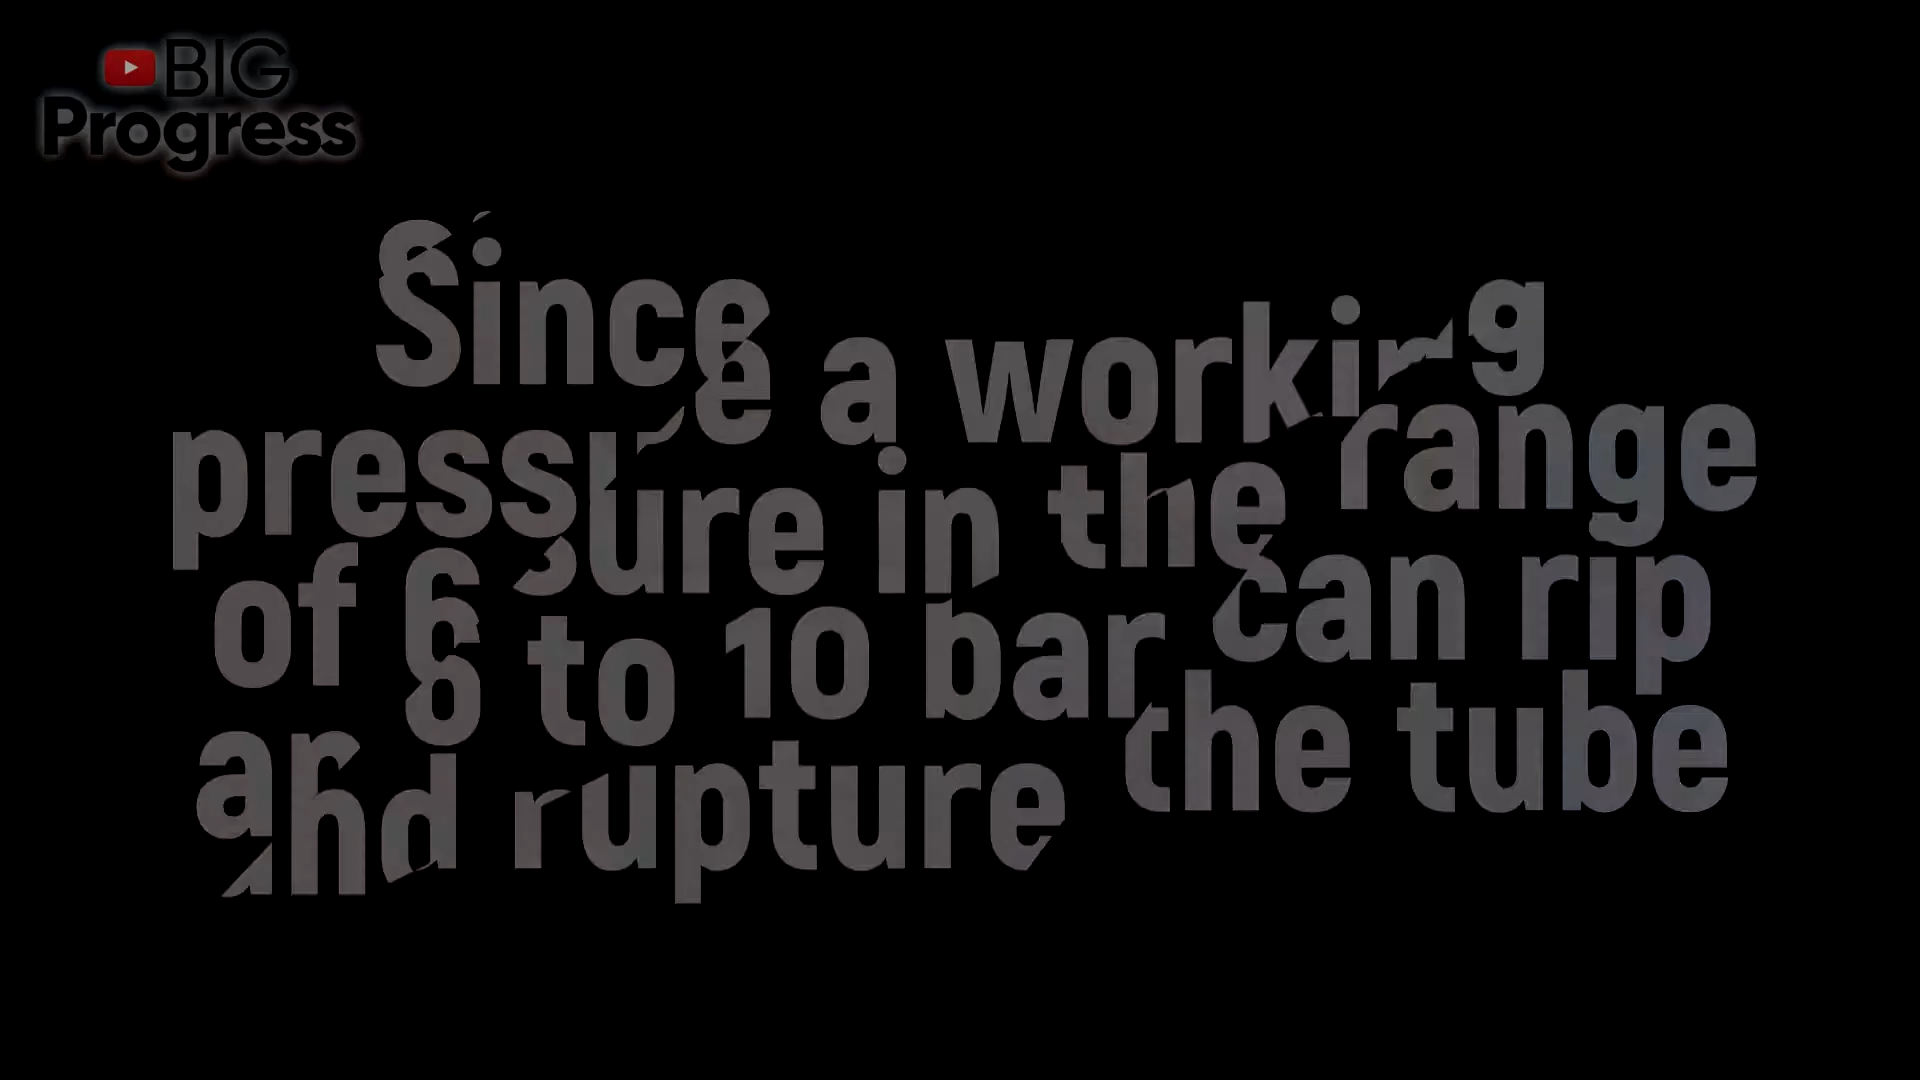 BIG
Progress
Since a working
pressure in the range
of 6 to 10 bar can rip
and rupture the tube